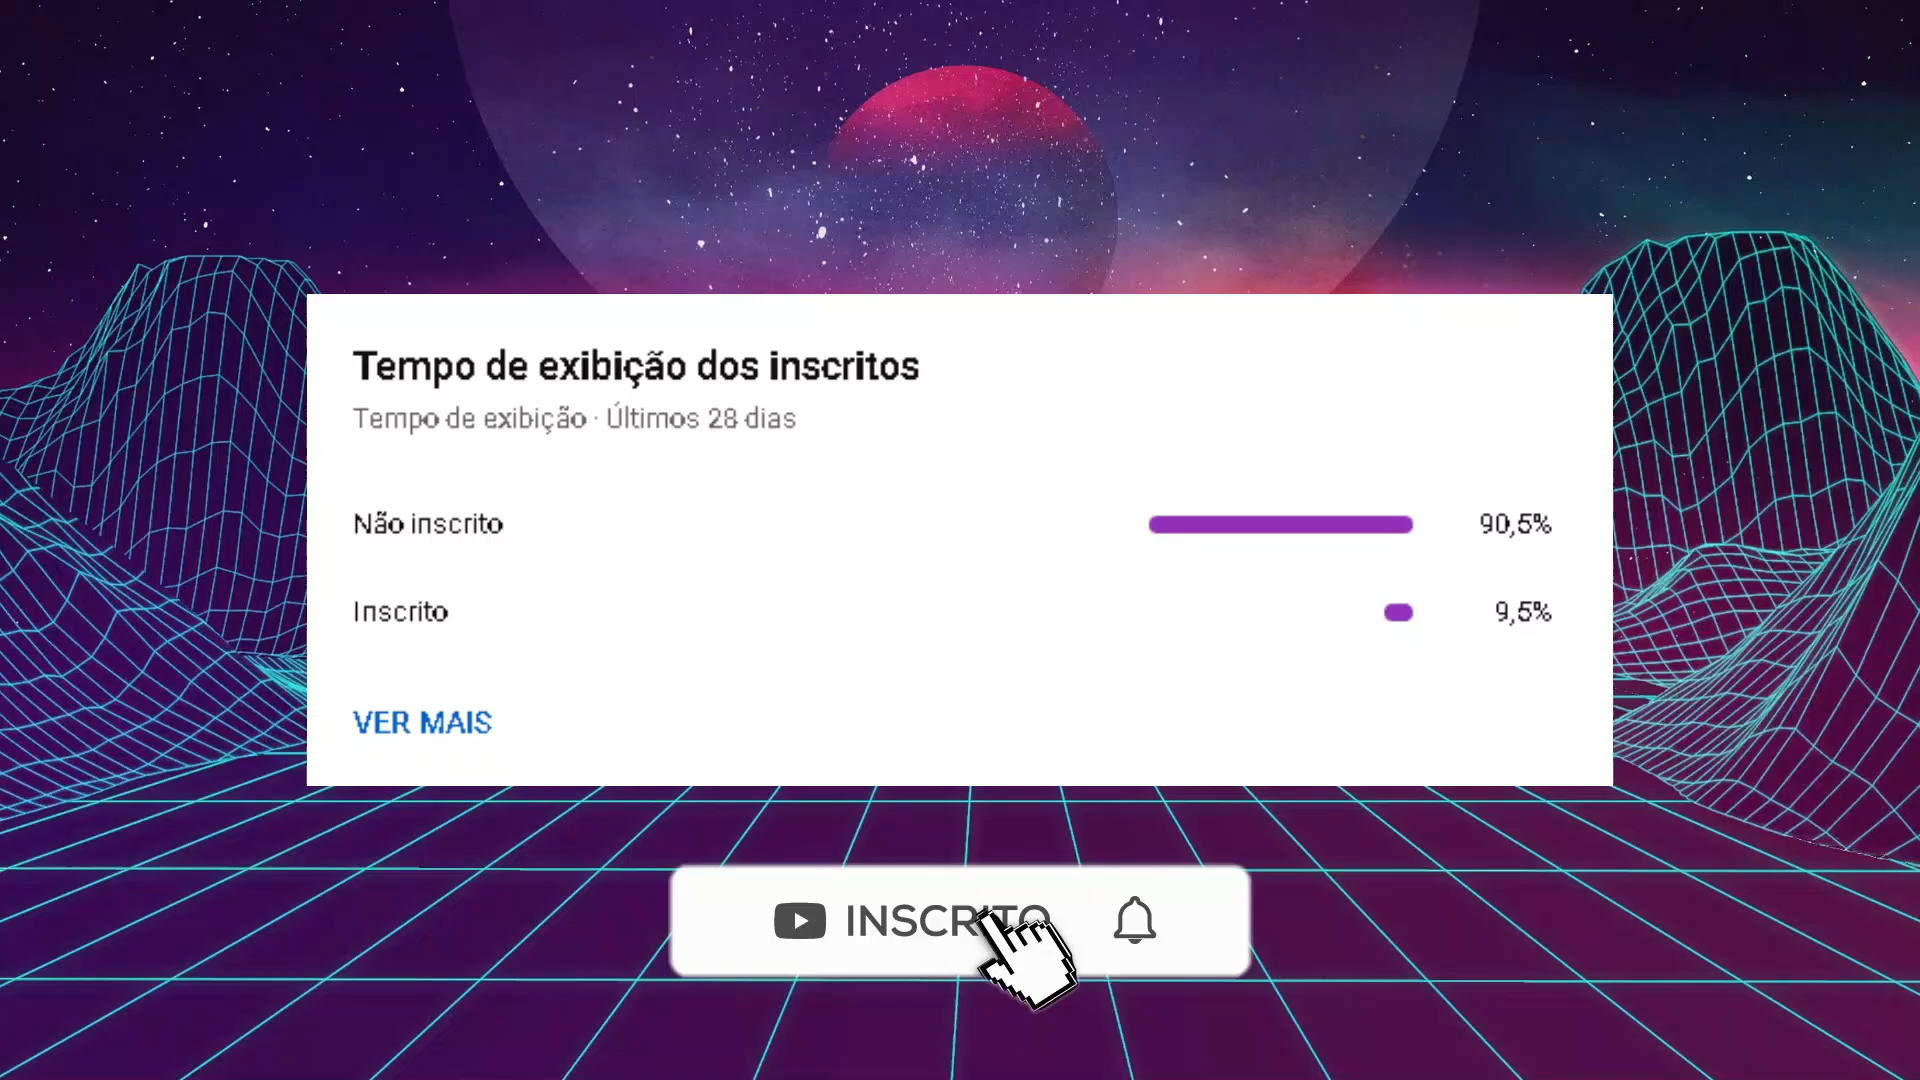 Tempo de exibição dos inscritos
Tempo de exibição · Últimos 28 dias
Não inscrito 90,5%
Inscrito 9,5%
VER MAIS
INSCRITO